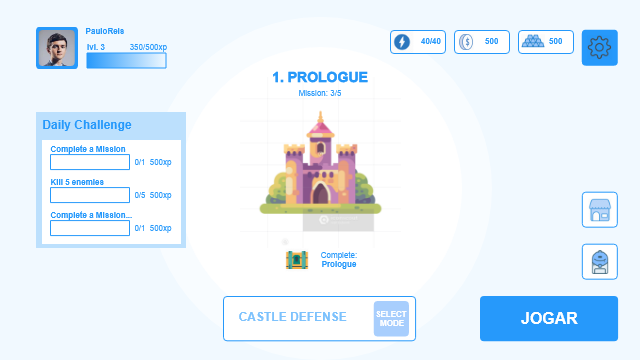 PauloReis
lvl. 3 350/500xp
40/40
500
500
1. PROLOGUE
Mission: 3/5
Daily Challenge
Complete a Mission
0/1 500xp
Kill 5 enemies
0/5 500xp
Complete a Mission...
0/1 500xp
Complete:
Prologue
CASTLE DEFENSE
SELECT
MODE
JOGAR